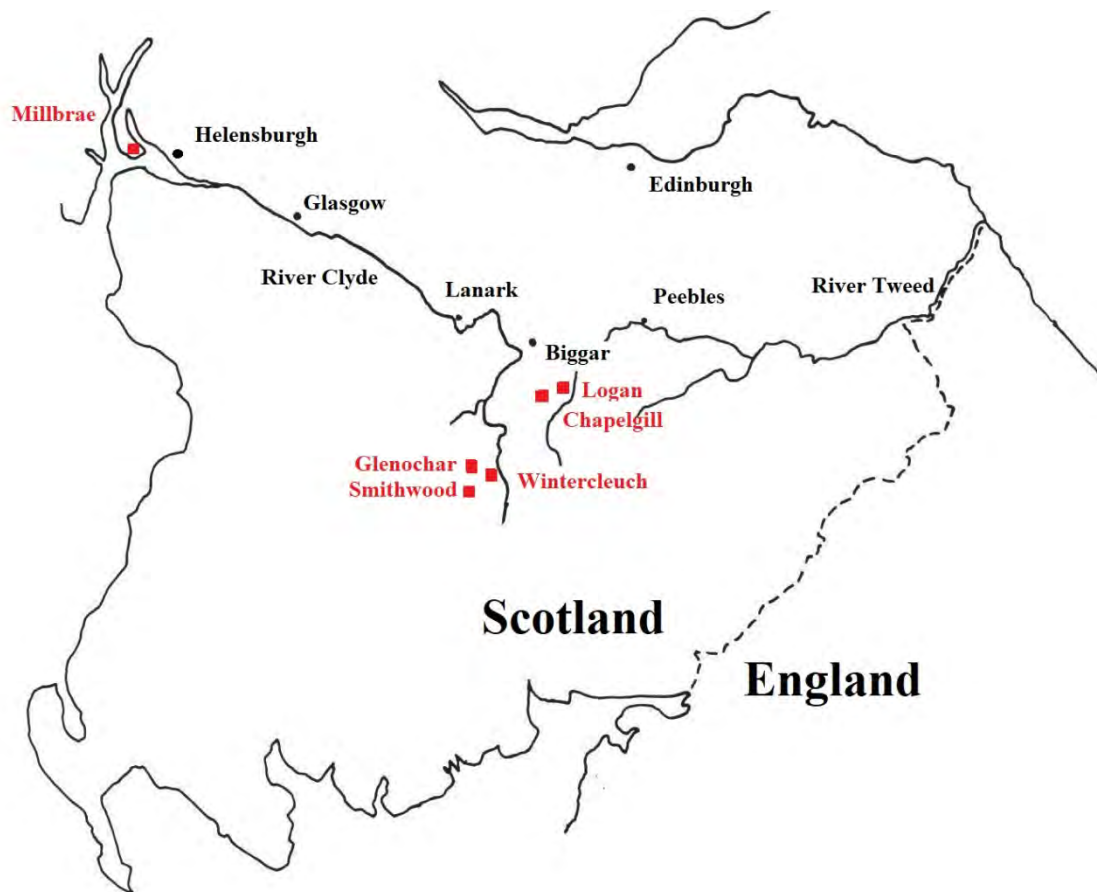 Millbrae
Helensburgh
Edinburgh
Glasgow
River Clyde
Lanark
Peebles
River Tweed
Biggar
Logan
Chapelgill
Glenochar
Wintercleuch
Smithwood
Scotland
England